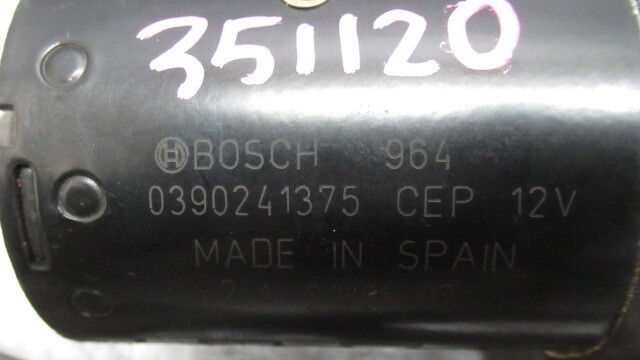 351120
BOSCH 964
0390241375 CEP 12V
MADE IN SPAIN